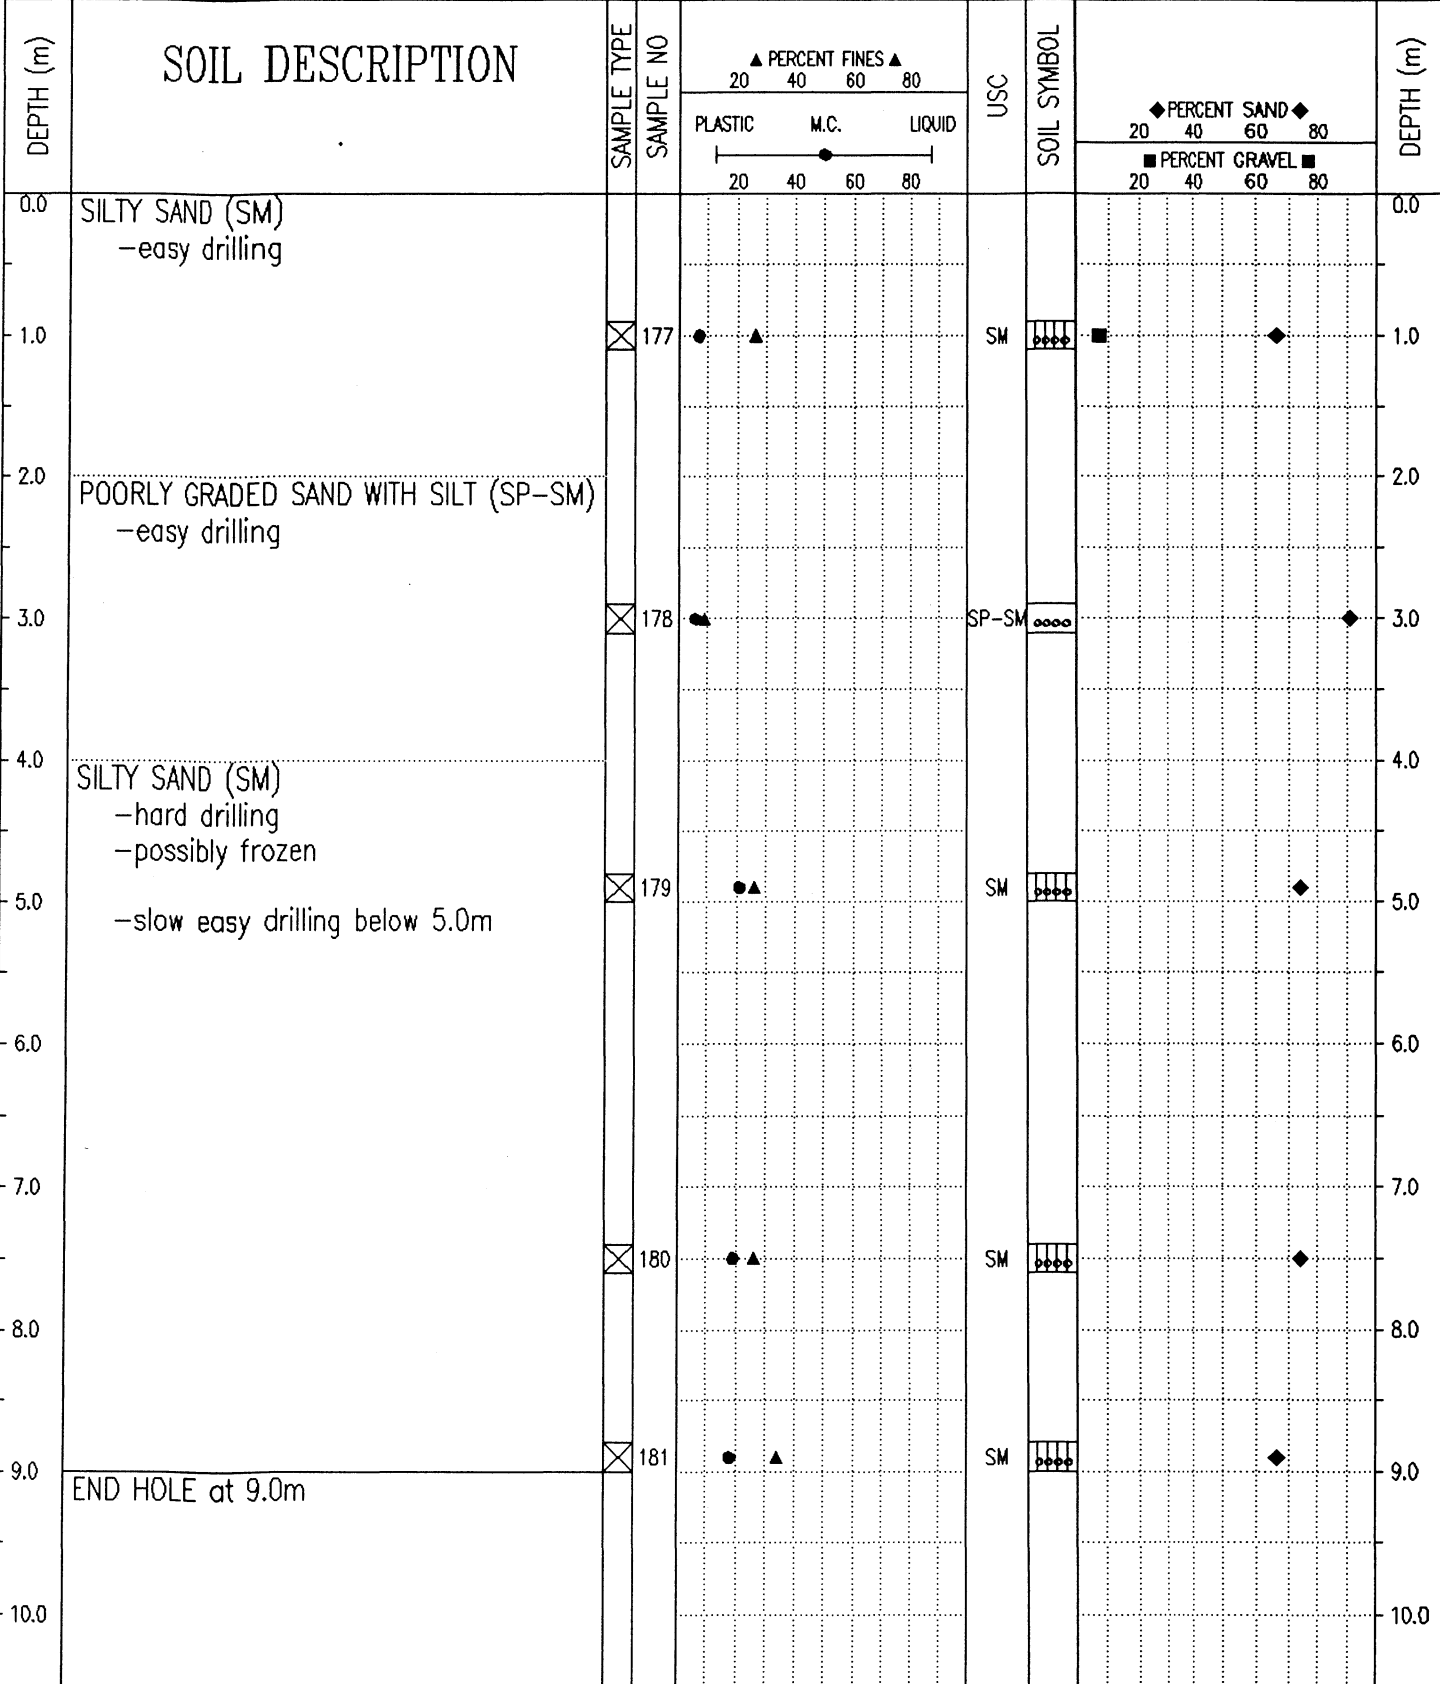 DEPTH (m)
SOIL DESCRIPTION
SAMPLE TYPE
SAMPLE NO
▲ PERCENT FINES ▲
20 40 60 80
PLASTIC M.C. LIQUID
20 40 60 80
USC
SOIL SYMBOL
◆ PERCENT SAND ◆
20 40 60 80
■ PERCENT GRAVEL ■
20 40 60 80
DEPTH (m)
0.0 SILTY SAND (SM) 0.0
-easy drilling
1.0 177 SM 1.0
2.0 2.0
POORLY GRADED SAND WITH SILT (SP-SM)
-easy drilling
3.0 178 SP-SM 3.0
4.0 4.0
SILTY SAND (SM)
-hard drilling
-possibly frozen
179 SM
5.0 5.0
-slow easy drilling below 5.0m
6.0 6.0
7.0 7.0
180 SM
8.0 8.0
181 SM
9.0 9.0
END HOLE at 9.0m
10.0 10.0